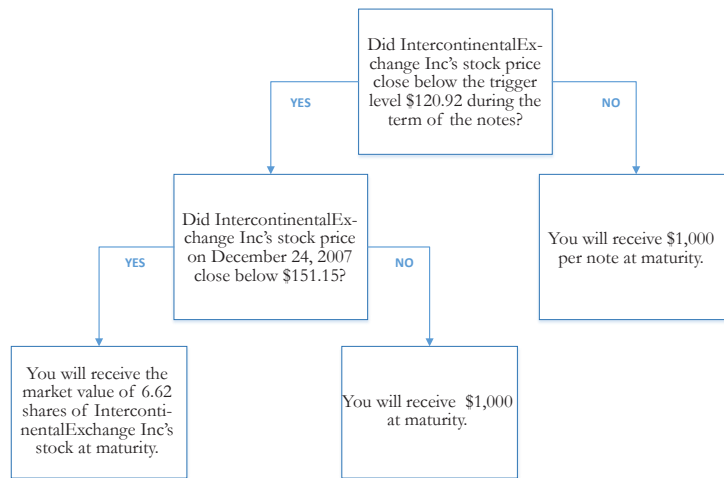 Did IntercontinentalEx-
change Inc's stock price
close below the trigger
level $120.92 during the
term of the notes?
YES
NO
Did IntercontinentalEx-
change Inc's stock price
on December 24, 2007
close below $151.15?
You will receive $1,000
per note at maturity.
YES
NO
You will receive the
market value of 6.62
shares of Interconti-
nentalExchange Inc's
stock at maturity.
You will receive $1,000
at maturity.